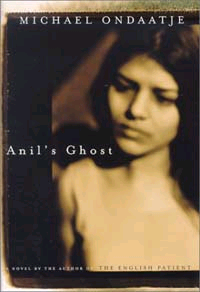 MICHAEL ONDAATJE
Anil's Ghost
A NOVEL BY THE AUTHOR OF THE ENGLISH PATIENT